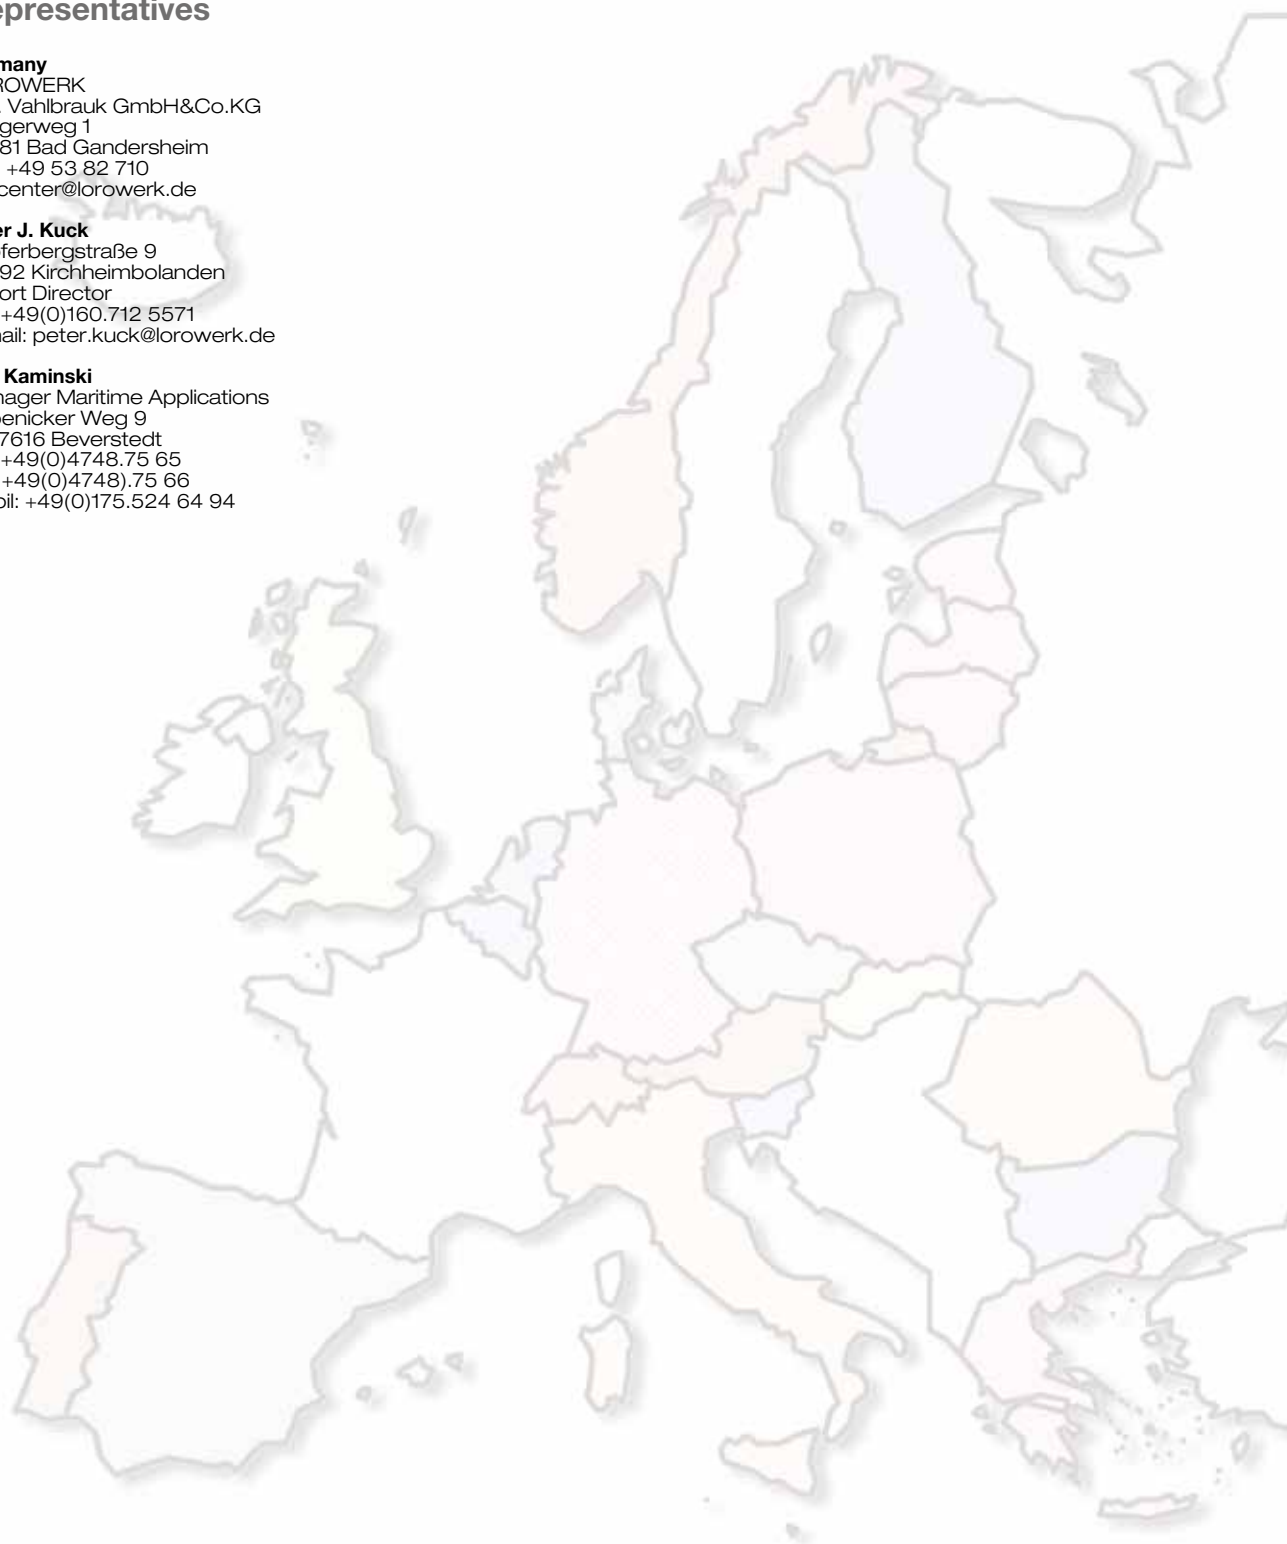 epresentatives
many
ROWERK
. Vahlbrauk GmbH&Co.KG
gerweg 1
81 Bad Gandersheim
+49 53 82 710
center@lorowerk.de
er J. Kuck
ferbergstraße 9
92 Kirchheimbolanden
ort Director
+49(0)160.712 5571
ail: peter.kuck@lorowerk.de
Kaminski
nager Maritime Applications
penicker Weg 9
7616 Beverstedt
+49(0)4748.75 65
+49(0)4748).75 66
bil: +49(0)175.524 64 94